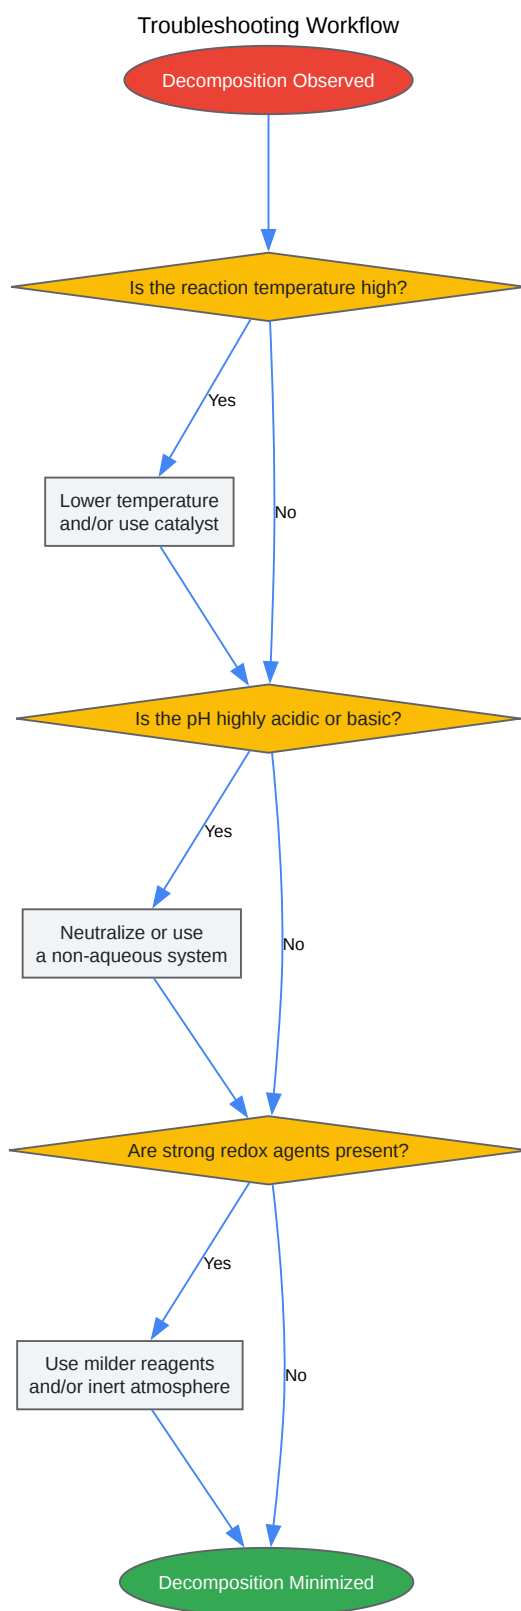 Troubleshooting Workflow
Decomposition Observed
Is the reaction temperature high?
Yes
Lower temperature
and/or use catalyst
No
Is the pH highly acidic or basic?
Yes
Neutralize or use
a non-aqueous system
No
Are strong redox agents present?
Yes
Use milder reagents
and/or inert atmosphere
No
Decomposition Minimized